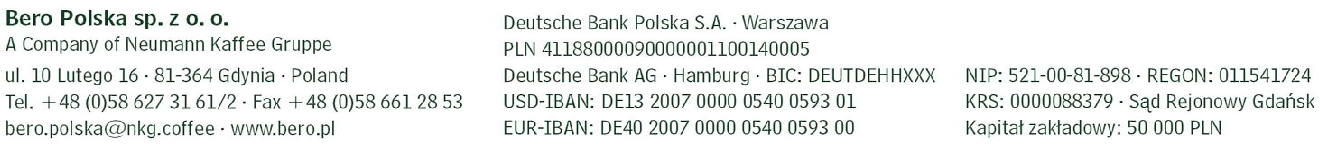 Bero Polska sp. z o. o.
A Company of Neumann Kaffee Gruppe
ul. 10 Lutego 16 · 81-364 Gdynia · Poland
Tel. +48 (0)58 627 31 61/2 · Fax +48 (0)58 661 28 53
bero.polska@nkg.coffee · www.bero.pl
Deutsche Bank Polska S.A. · Warszawa
PLN 41188000090000001100140005
Deutsche Bank AG · Hamburg · BIC: DEUTDEHHXXX
USD-IBAN: DE13 2007 0000 0540 0593 01
EUR-IBAN: DE40 2007 0000 0540 0593 00
NIP: 521-00-81-898 · REGON: 011541724
KRS: 0000088379 · Sąd Rejonowy Gdańsk
Kapitał zakładowy: 50 000 PLN